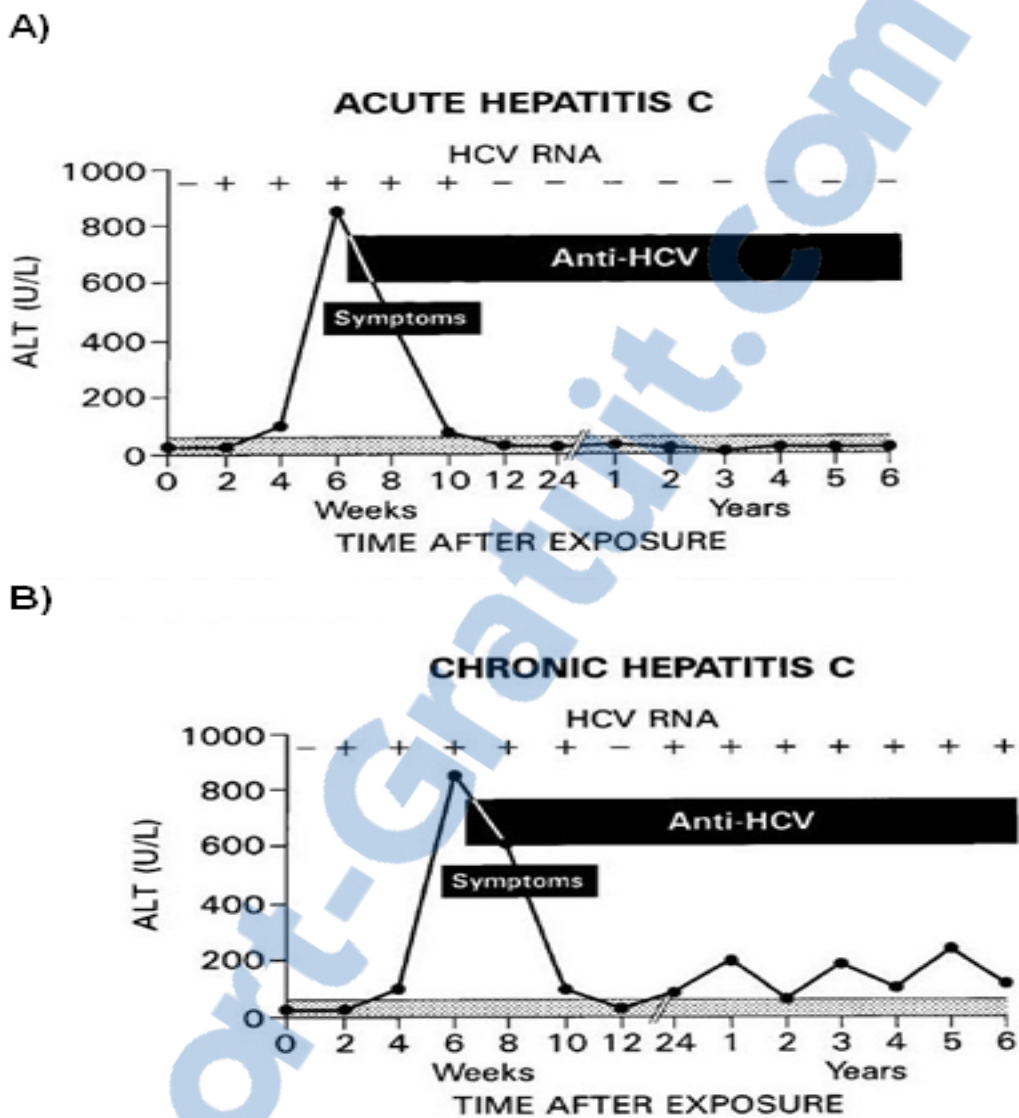 A)
ACUTE HEPATITIS C
HCV RNA
1000 − + + + + + − − − − − − − −
800
Anti-HCV
600
Symptoms
400
200
0
ALT (U/L)
0 2 4 6 8 10 12 24 1 2 3 4 5 6
Weeks Years
TIME AFTER EXPOSURE
B)
CHRONIC HEPATITIS C
HCV RNA
1000 − + + + + + − + + + + + + +
800
Anti-HCV
600
Symptoms
400
200
0
ALT (U/L)
0 2 4 6 8 10 12 24 1 2 3 4 5 6
Weeks Years
TIME AFTER EXPOSURE
ort-Gratuit.com